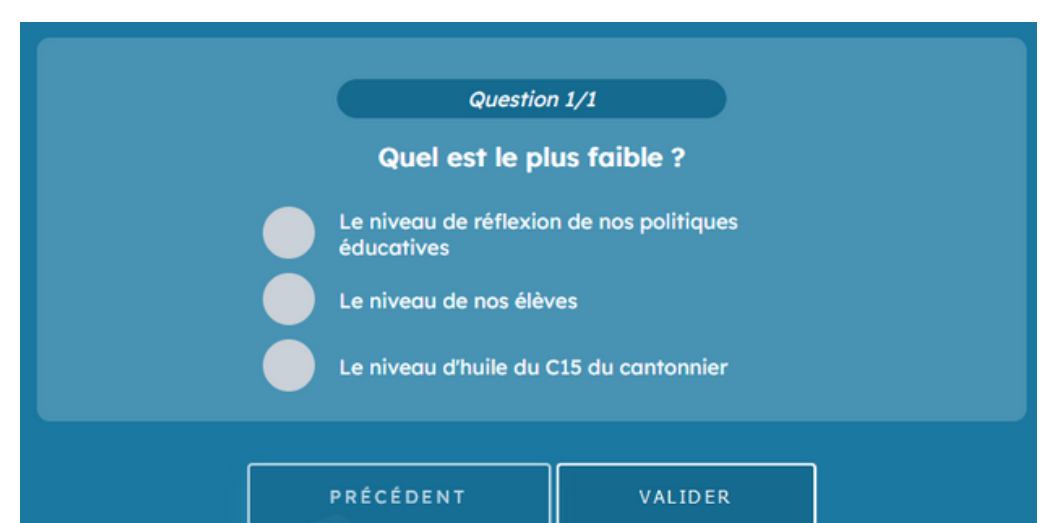 Question 1/1
Quel est le plus faible ?
Le niveau de réflexion de nos politiques
éducatives
Le niveau de nos élèves
Le niveau d'huile du C15 du cantonnier
PRÉCÉDENT
VALIDER